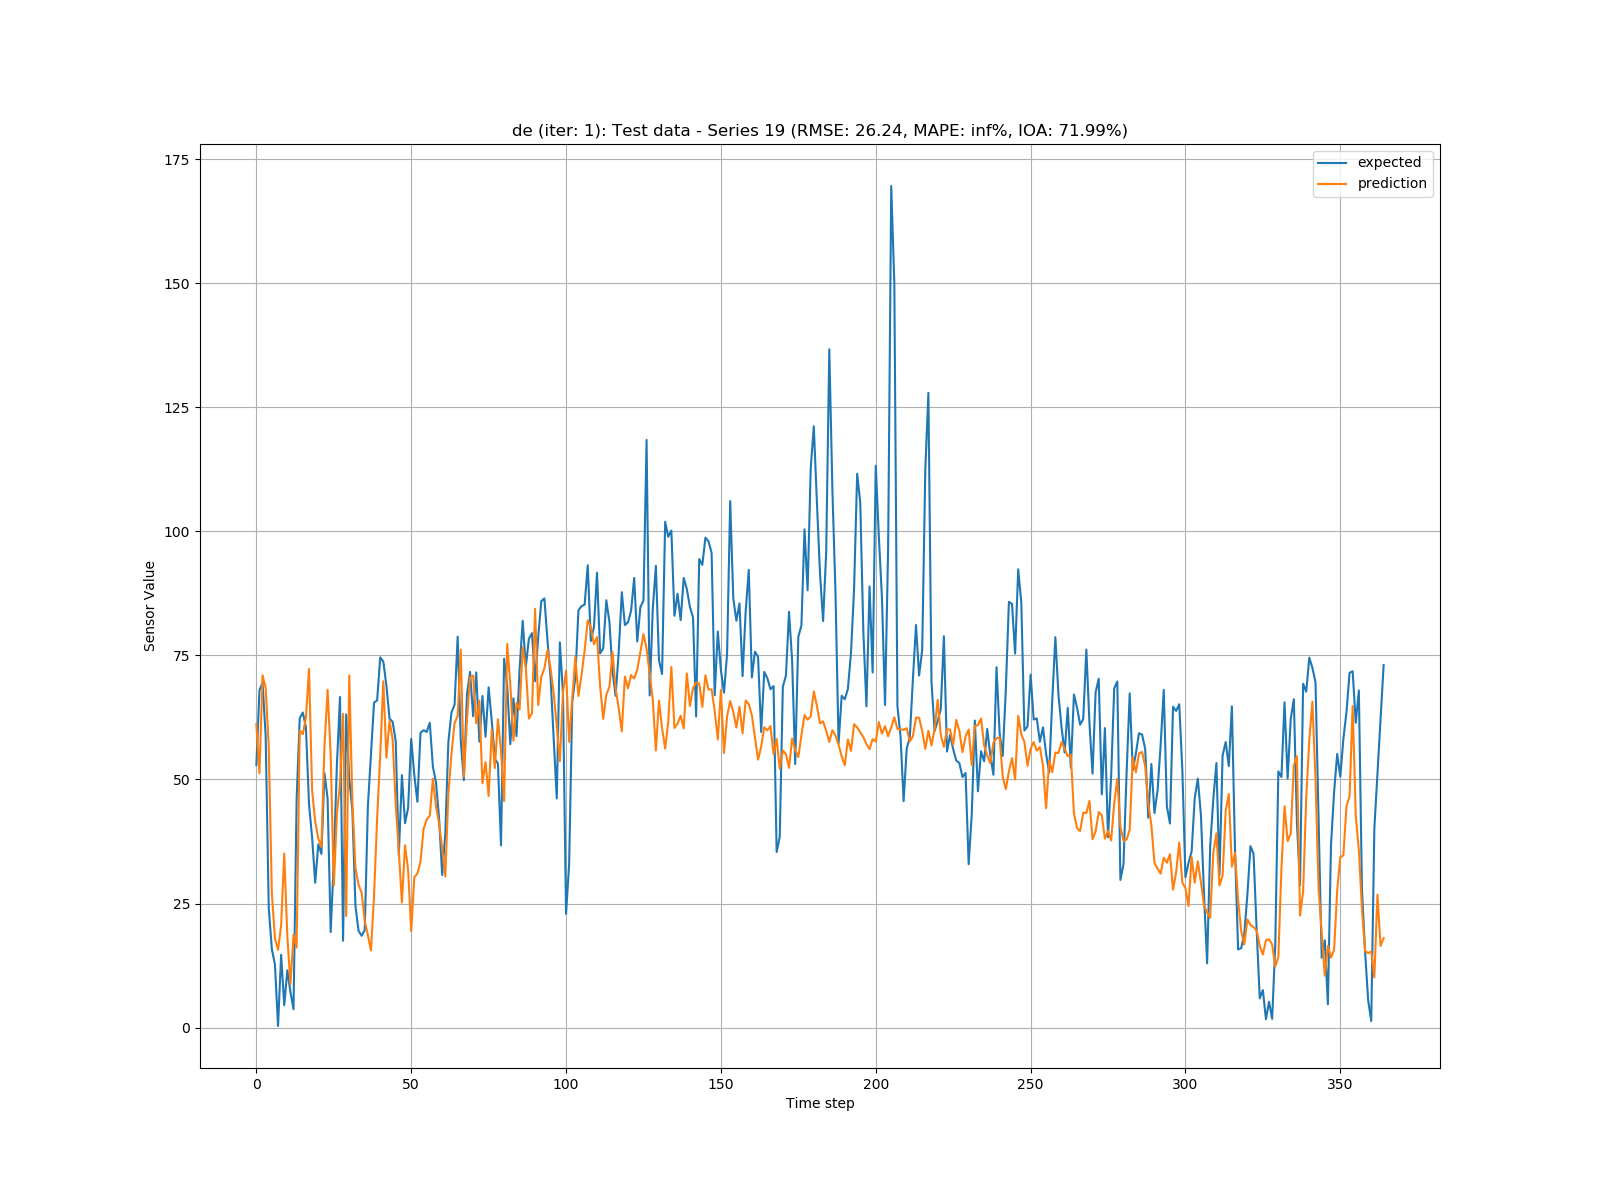 de (iter: 1): Test data - Series 19 (RMSE: 26.24, MAPE: inf%, IOA: 71.99%)
expected
prediction
175
150
125
100
75
50
25
0
Sensor Value
0 50 100 150 200 250 300 350
Time step